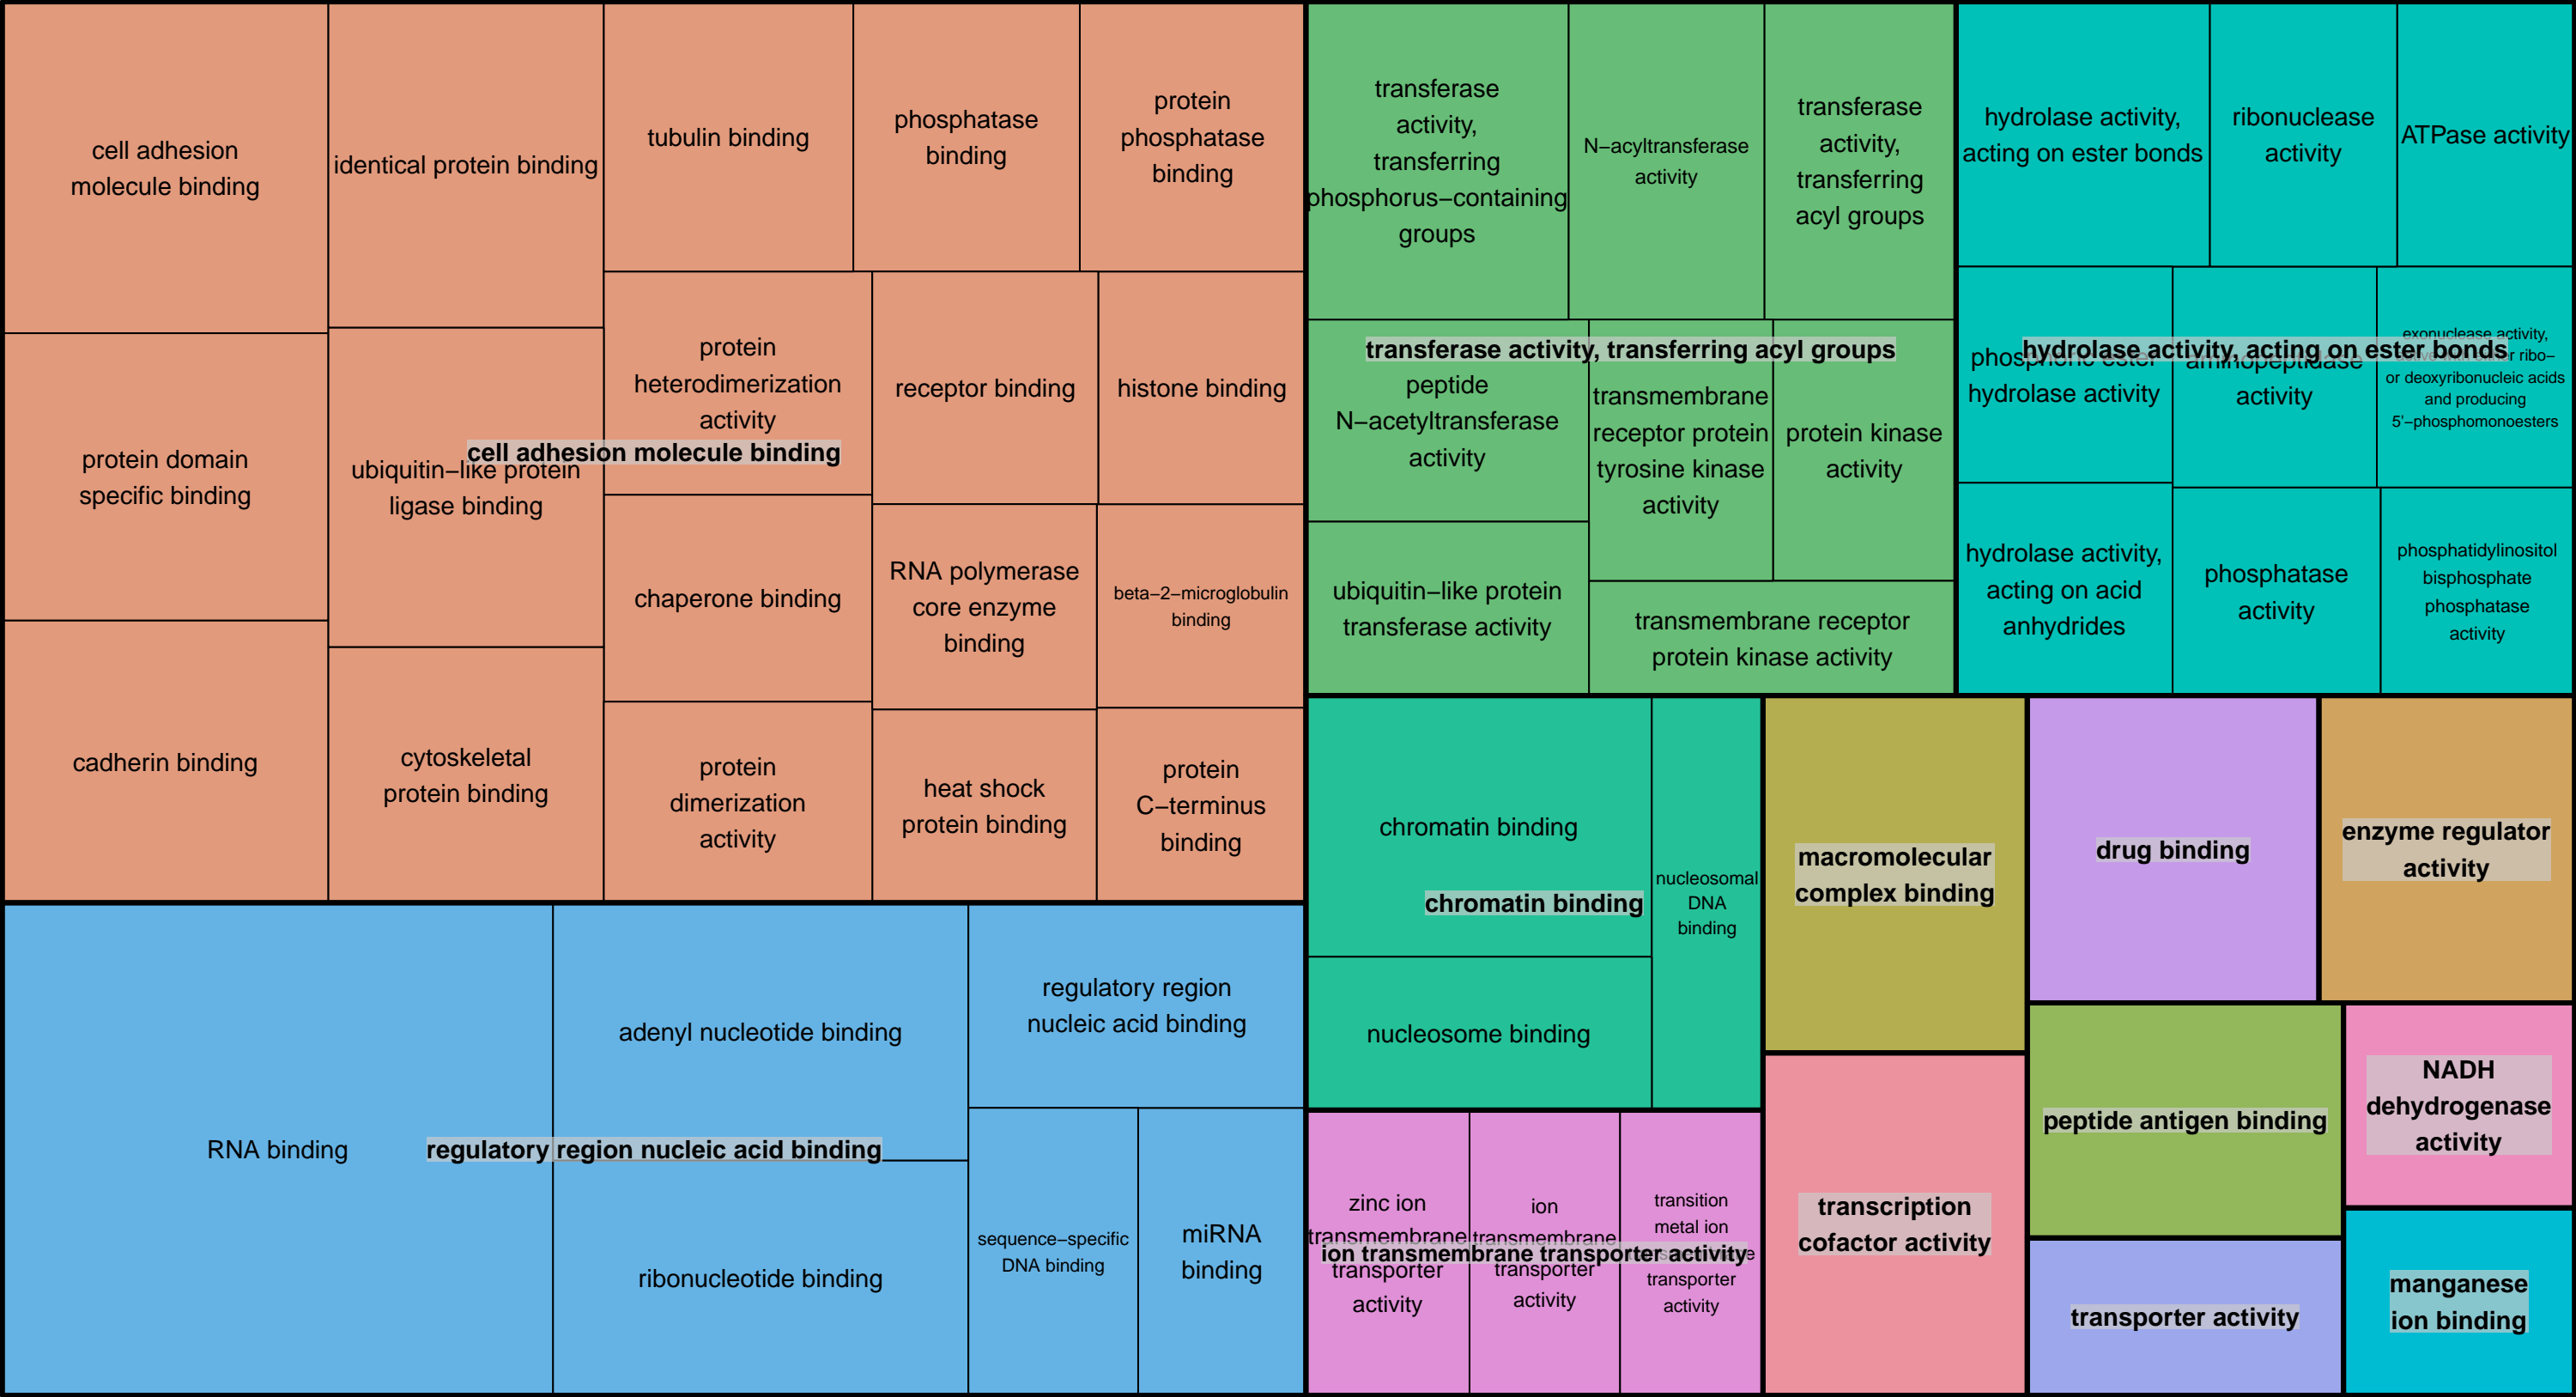 cell adhesion
molecule binding
identical protein binding
tubulin binding
phosphatase
binding
protein
phosphatase
binding
protein domain
specific binding
ubiquitin−like protein
ligase binding
protein
heterodimerization
activity
receptor binding
histone binding
cell adhesion molecule binding
chaperone binding
RNA polymerase
core enzyme
binding
beta−2−microglobulin
binding
cadherin binding
cytoskeletal
protein binding
protein
dimerization
activity
heat shock
protein binding
protein
C−terminus
binding
RNA binding
adenyl nucleotide binding
regulatory region
nucleic acid binding
regulatory region nucleic acid binding
ribonucleotide binding
sequence−specific
DNA binding
miRNA
binding
transferase
activity,
transferring
phosphorus−containing
groups
N−acyltransferase
activity
transferase
activity,
transferring
acyl groups
transferase activity, transferring acyl groups
peptide
N−acetyltransferase
activity
transmembrane
receptor protein
tyrosine kinase
activity
protein kinase
activity
ubiquitin−like protein
transferase activity
transmembrane receptor
protein kinase activity
hydrolase activity,
acting on ester bonds
ribonuclease
activity
ATPase activity
hydrolase activity, acting on ester bonds
phosphoric ester
hydrolase activity
aminopeptidase
activity
exonuclease activity,
ribo−
or deoxyribonucleic acids
and producing
5'−phosphomonoesters
hydrolase activity,
acting on acid
anhydrides
phosphatase
activity
phosphatidylinositol
bisphosphate
phosphatase
activity
chromatin binding
chromatin binding
nucleosomal
DNA
binding
nucleosome binding
zinc ion
transmembrane
transporter
activity
ion
transmembrane
transporter
activity
transition
metal ion
transporter
activity
ion transmembrane transporter activity
macromolecular
complex binding
drug binding
enzyme regulator
activity
transcription
cofactor activity
peptide antigen binding
NADH
dehydrogenase
activity
transporter activity
manganese
ion binding